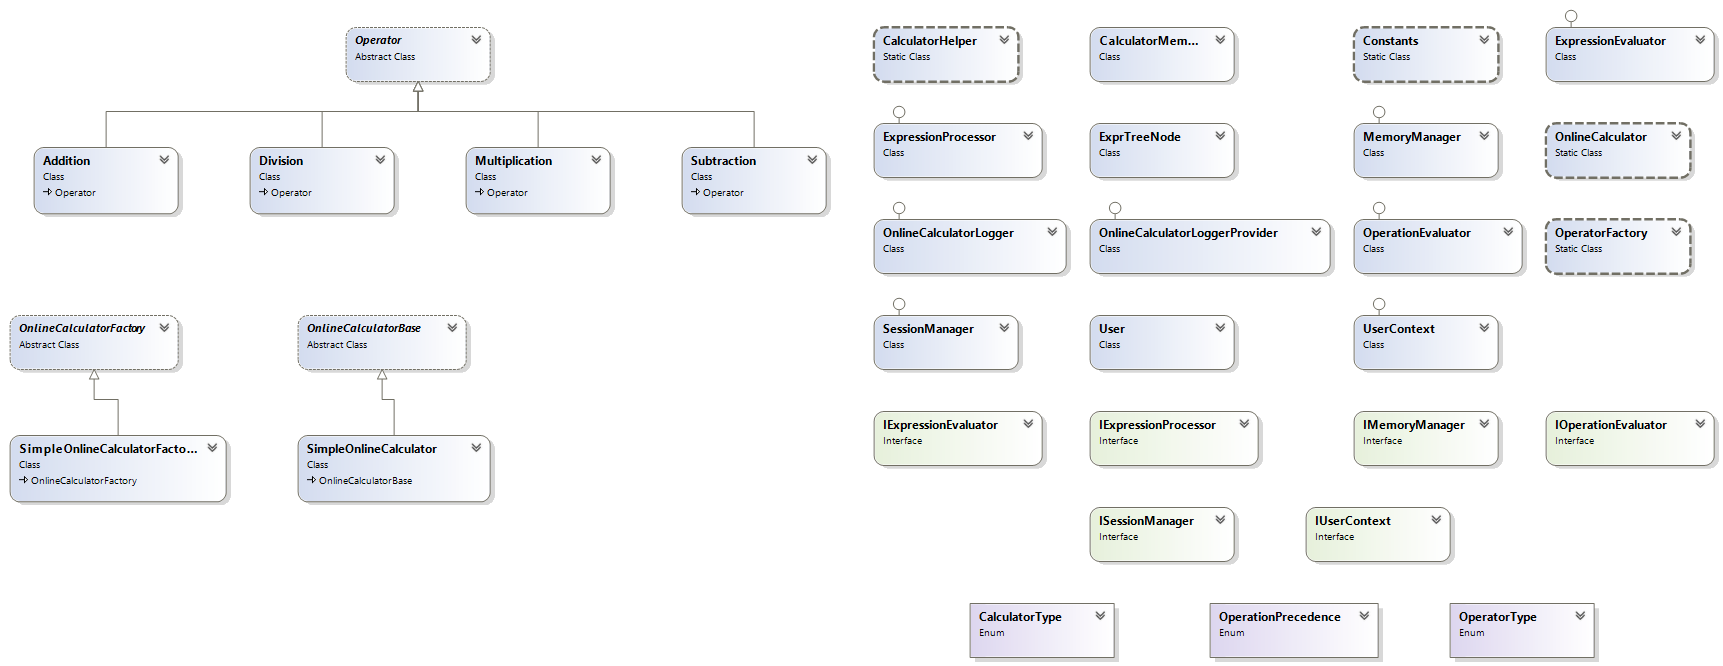 Operator
Abstract Class
Addition
Class
Operator
Division
Class
Operator
Multiplication
Class
Operator
Subtraction
Class
Operator
OnlineCalculatorFactory
Abstract Class
OnlineCalculatorBase
Abstract Class
SimpleOnlineCalculatorFacto...
Class
OnlineCalculatorFactory
SimpleOnlineCalculator
Class
OnlineCalculatorBase
CalculatorHelper
Static Class
CalculatorMem...
Class
Constants
Static Class
ExpressionEvaluator
Class
ExpressionProcessor
Class
ExprTreeNode
Class
MemoryManager
Class
OnlineCalculator
Static Class
OnlineCalculatorLogger
Class
OnlineCalculatorLoggerProvider
Class
OperationEvaluator
Class
OperatorFactory
Static Class
SessionManager
Class
User
Class
UserContext
Class
IExpressionEvaluator
Interface
IExpressionProcessor
Interface
IMemoryManager
Interface
IOperationEvaluator
Interface
ISessionManager
Interface
IUserContext
Interface
CalculatorType
Enum
OperationPrecedence
Enum
OperatorType
Enum